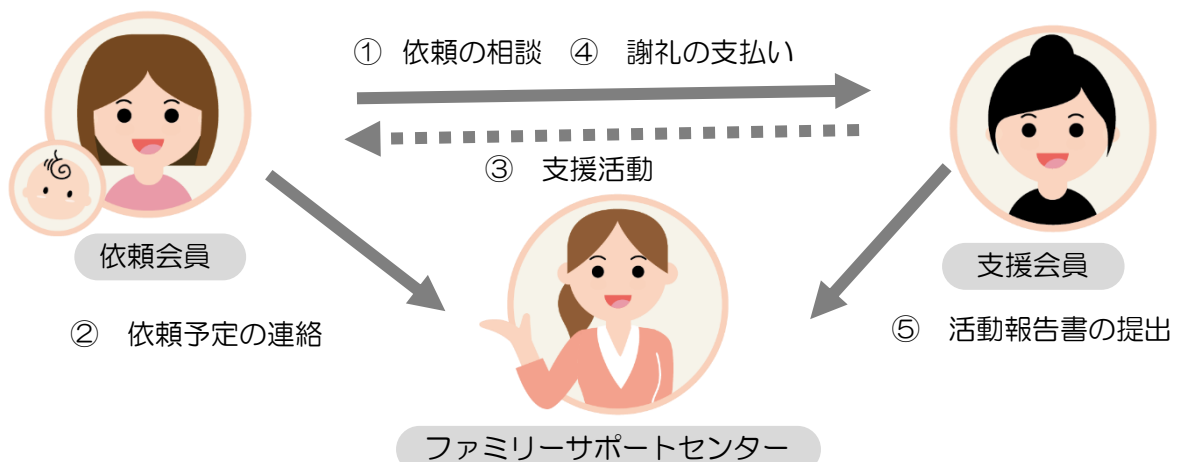 ① 依頼の相談 ④ 謝礼の支払い
③ 支援活動
依頼会員
支援会員
② 依頼予定の連絡
⑤ 活動報告書の提出
ファミリーサポートセンター